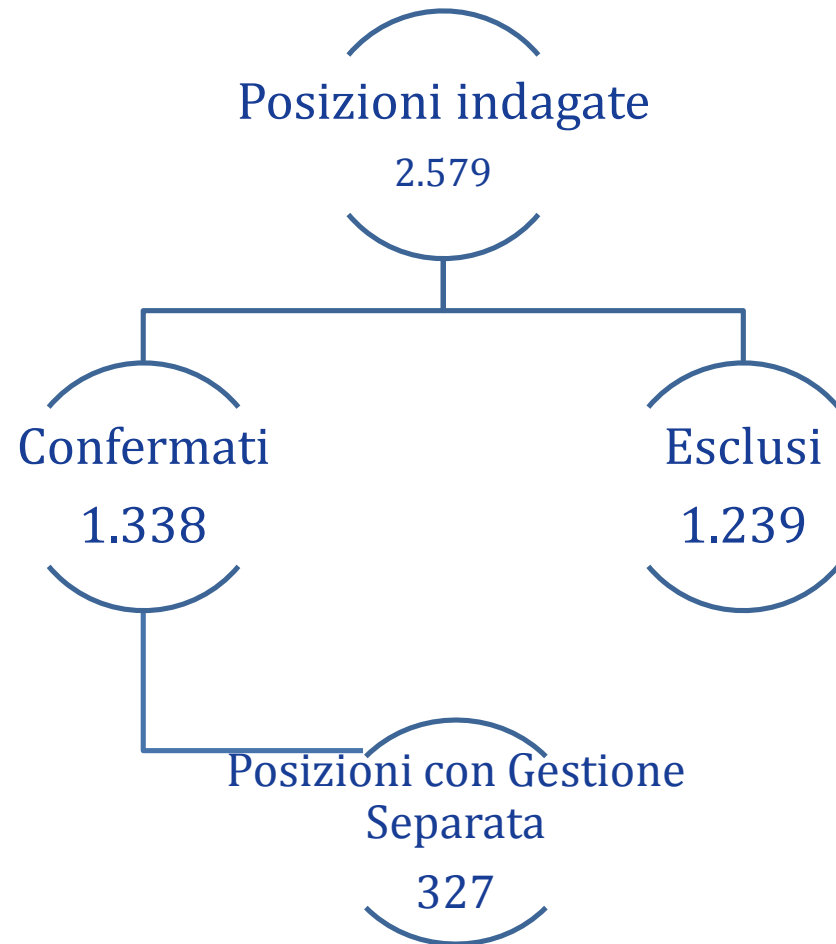 Posizioni indagate
2.579
Confermati
1.338
Esclusi
1.239
Posizioni con Gestione
Separata
327